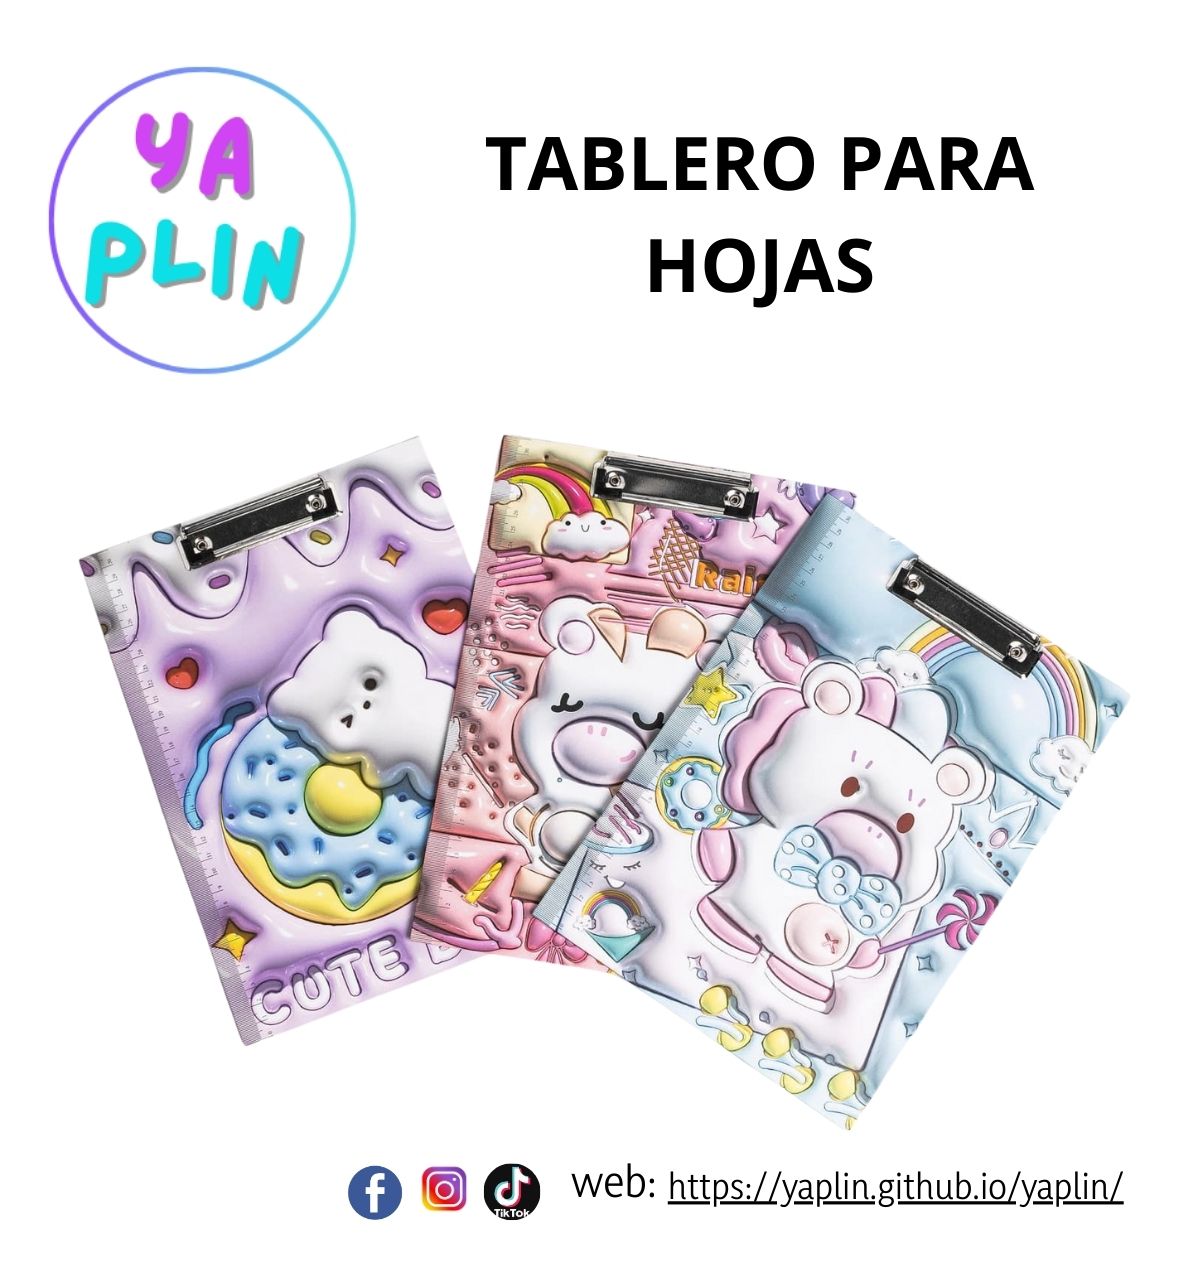 YA
PLIN
TABLERO PARA
HOJAS
CUTE
TikTok
web: https://yaplin.github.io/yaplin/